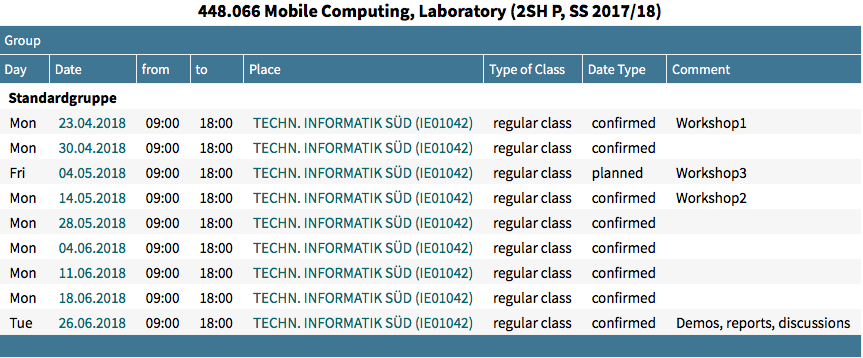 448.066 Mobile Computing, Laboratory (2SH P, SS 2017/18)
Group
Day Date from to Place Type of Class Date Type Comment
Standardgruppe
Mon 23.04.2018 09:00 18:00 TECHN. INFORMATIK SÜD (IE01042) regular class confirmed Workshop1
Mon 30.04.2018 09:00 18:00 TECHN. INFORMATIK SÜD (IE01042) regular class confirmed
Fri 04.05.2018 09:00 18:00 TECHN. INFORMATIK SÜD (IE01042) regular class planned Workshop3
Mon 14.05.2018 09:00 18:00 TECHN. INFORMATIK SÜD (IE01042) regular class confirmed Workshop2
Mon 28.05.2018 09:00 18:00 TECHN. INFORMATIK SÜD (IE01042) regular class confirmed
Mon 04.06.2018 09:00 18:00 TECHN. INFORMATIK SÜD (IE01042) regular class confirmed
Mon 11.06.2018 09:00 18:00 TECHN. INFORMATIK SÜD (IE01042) regular class confirmed
Mon 18.06.2018 09:00 18:00 TECHN. INFORMATIK SÜD (IE01042) regular class confirmed
Tue 26.06.2018 09:00 18:00 TECHN. INFORMATIK SÜD (IE01042) regular class confirmed Demos, reports, discussions